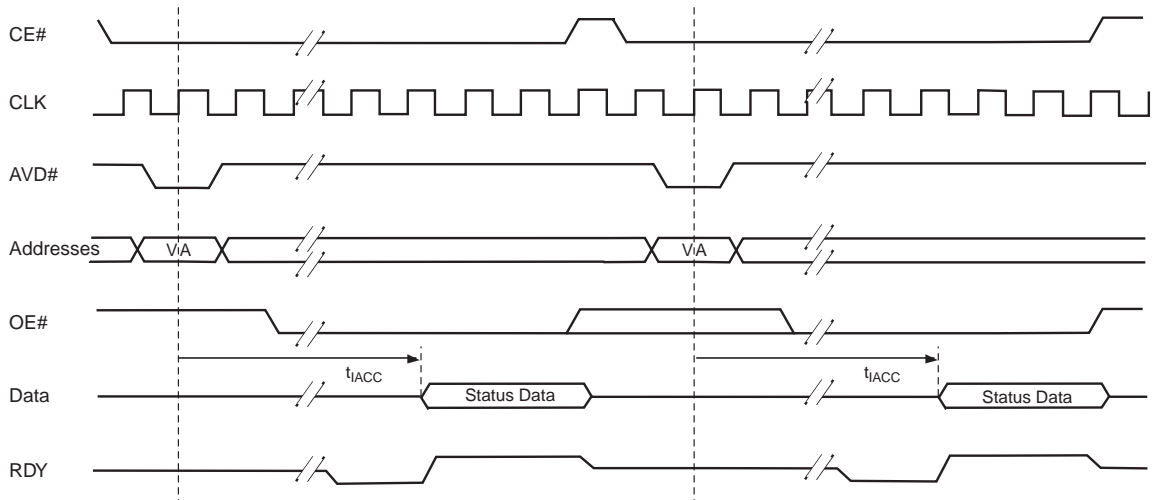 CE#
CLK
AVD#
Addresses
VA VA
OE#
tIACC tIACC
Data
Status Data Status Data
RDY